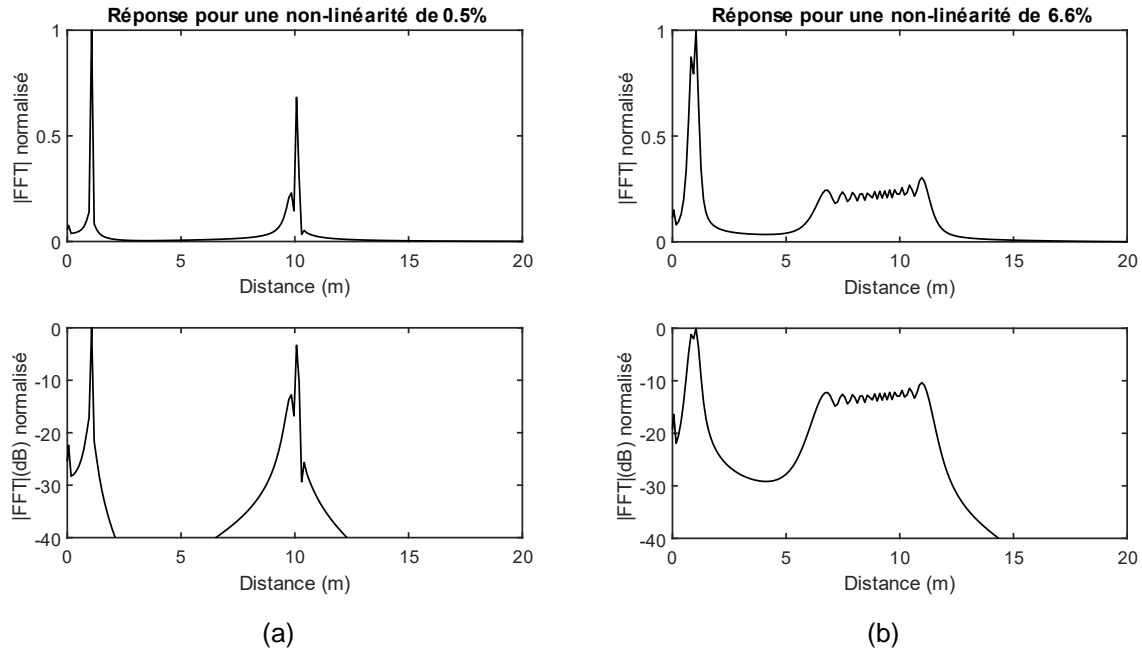 Réponse pour une non-linéarité de 0.5%
1
0.5
0
|FFT| normalisé
0 5 10 15 20
Distance (m)
0
-10
-20
-30
-40
|FFT|(dB) normalisé
0 5 10 15 20
Distance (m)
(a)
Réponse pour une non-linéarité de 6.6%
1
0.5
0
|FFT| normalisé
0 5 10 15 20
Distance (m)
0
-10
-20
-30
-40
|FFT|(dB) normalisé
0 5 10 15 20
Distance (m)
(b)